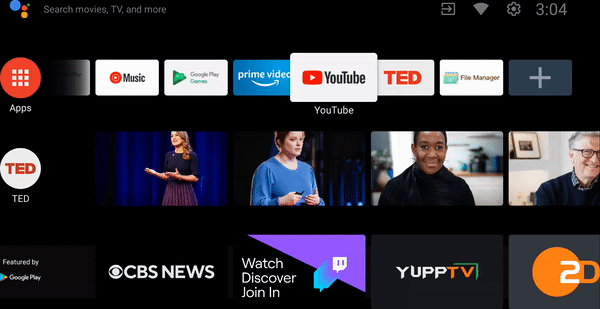 Search movies, TV, and more
3:04
Music
Google Play
Games
prime video
YouTube
TED
File Manager
Apps
YouTube
TED
TED
Featured by
Google Play
CBS NEWS
Watch
Discover
Join In
YUPPTV
2D